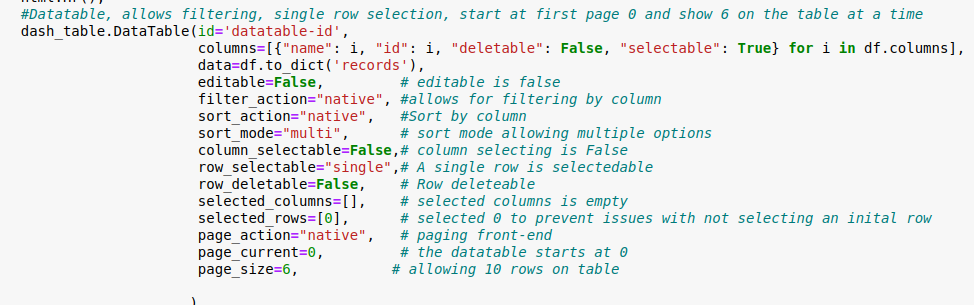 html.Hr(),
#Datatable, allows filtering, single row selection, start at first page 0 and show 6 on the table at a time
dash_table.DataTable(id='datatable-id',
columns=[{"name": i, "id": i, "deletable": False, "selectable": True} for i in df.columns],
data=df.to_dict('records'),
editable=False, # editable is false
filter_action="native", #allows for filtering by column
sort_action="native", #Sort by column
sort_mode="multi", # sort mode allowing multiple options
column_selectable=False,# column selecting is False
row_selectable="single",# A single row is selectedable
row_deletable=False, # Row deleteable
selected_columns=[], # selected columns is empty
selected_rows=[0], # selected 0 to prevent issues with not selecting an inital row
page_action="native", # paging front-end
page_current=0, # the datatable starts at 0
page_size=6, # allowing 10 rows on table
)